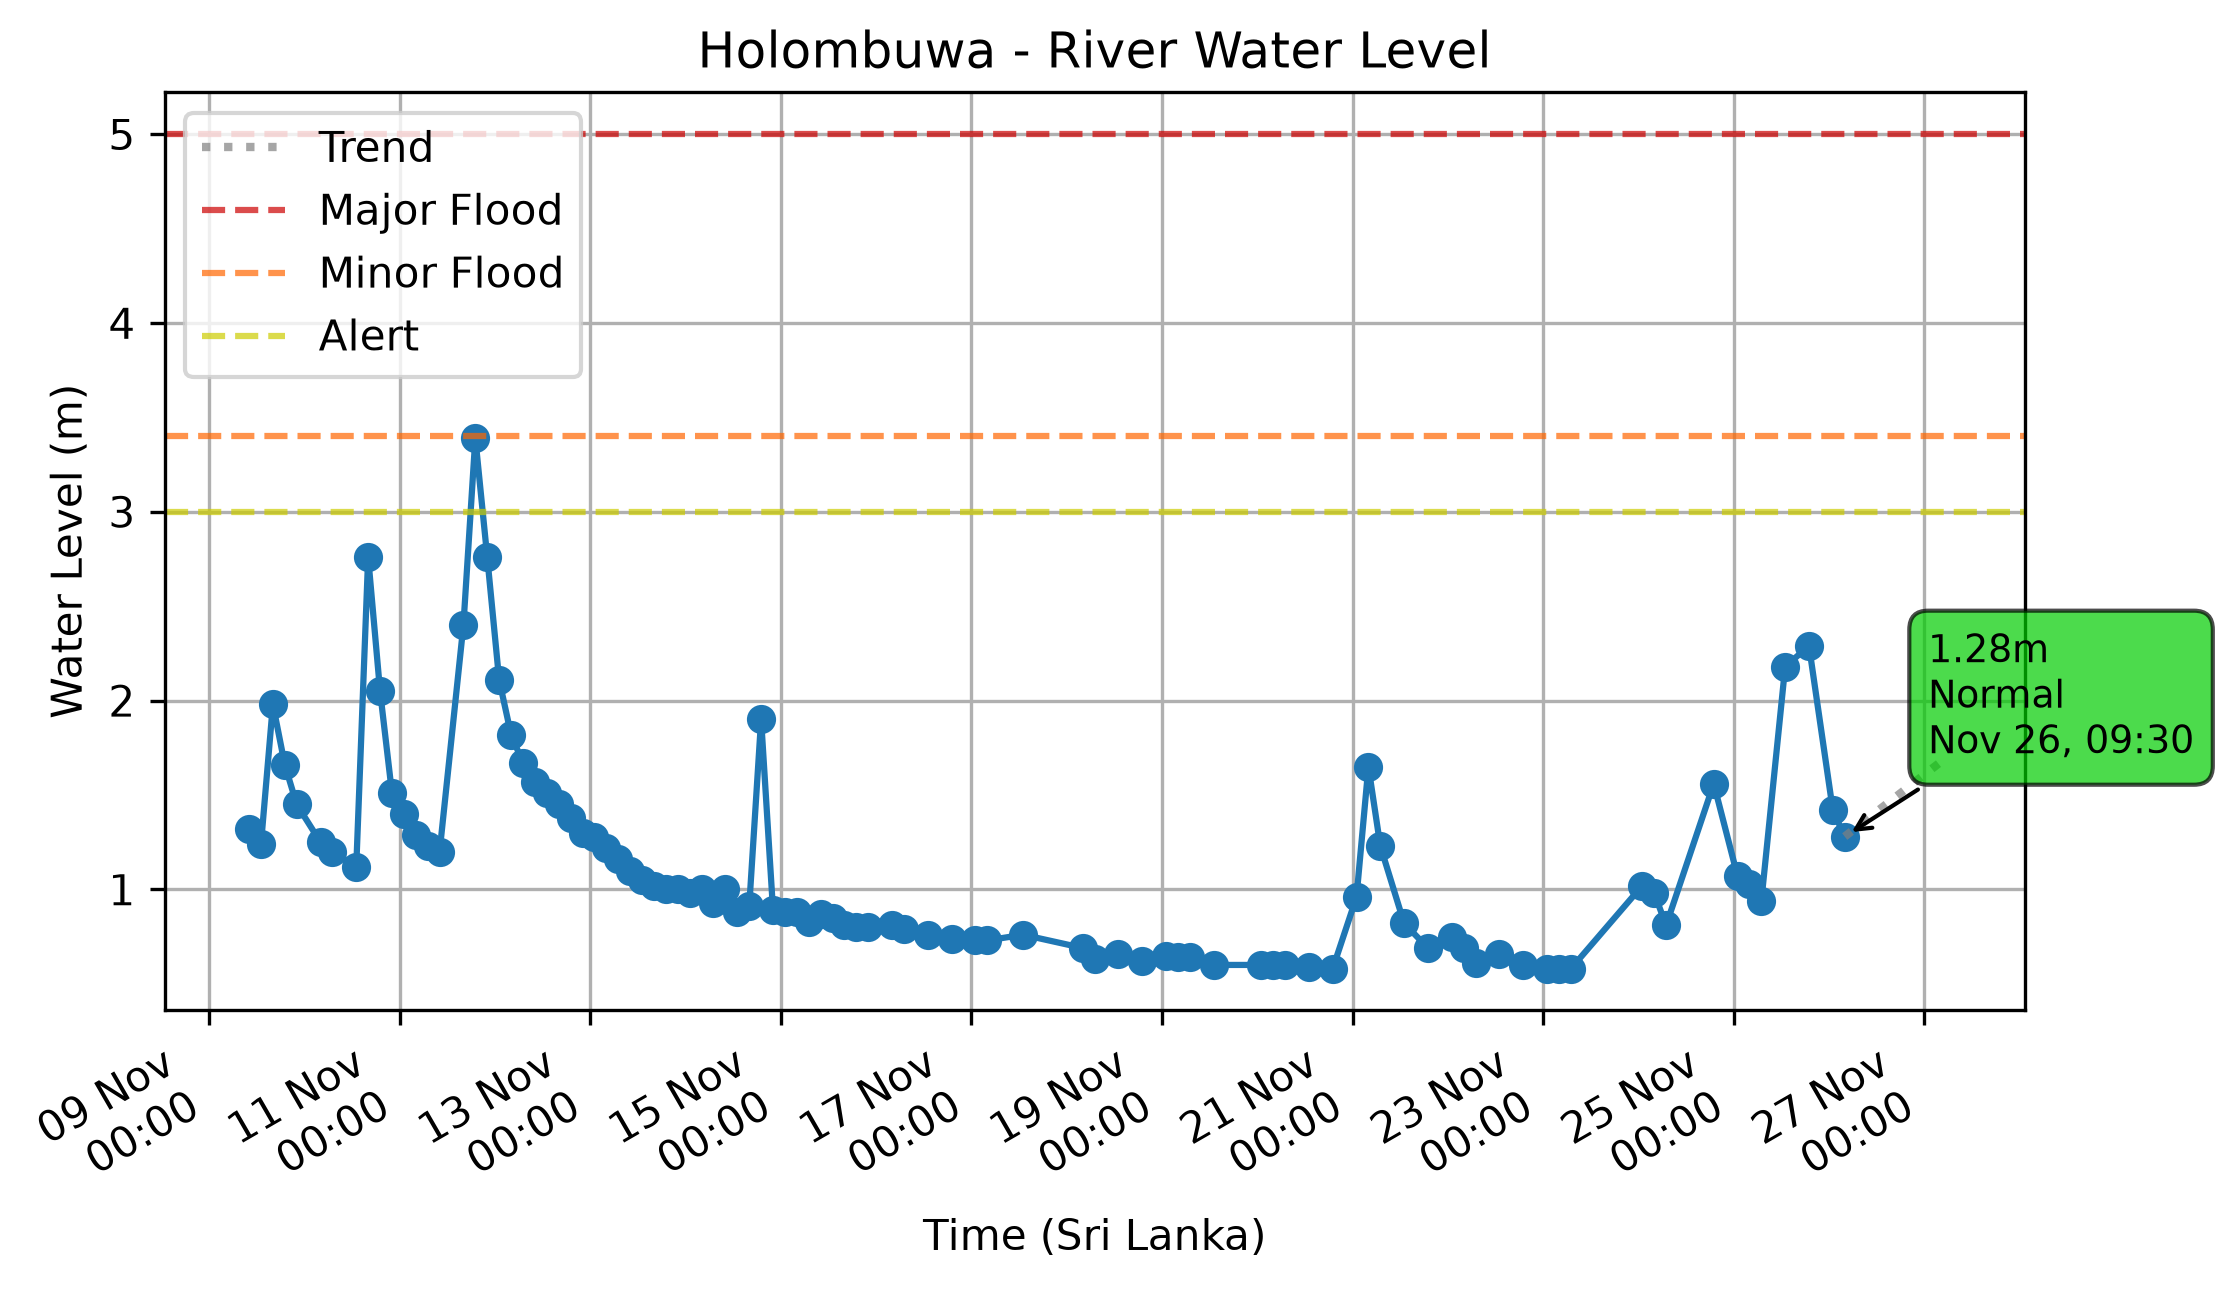 Holombuwa - River Water Level
Trend
Major Flood
Minor Flood
Alert
5
4
3
2
1
Water Level (m)
1.28m
Normal
Nov 26, 09:30
09 Nov
00:00
11 Nov
00:00
13 Nov
00:00
15 Nov
00:00
17 Nov
00:00
19 Nov
00:00
21 Nov
00:00
23 Nov
00:00
25 Nov
00:00
27 Nov
00:00
Time (Sri Lanka)